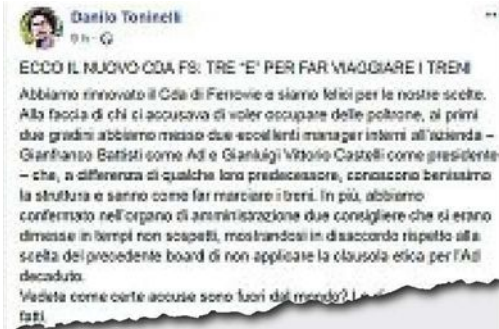 Danilo Toninelli
9 h
ECCO IL NUOVO CDA FS: TRE "E" PER FAR VIAGGIARE I TRENI
Abbiamo rinnovato il Cda di Ferrovie e siamo felici per le nostre scelte.
Alla faccia di chi ci accusava di voler occupare delle poltrone, ai primi
due gradini abbiamo messo due eccellenti manager interni all'azienda –
Gianfranco Battisti come Ad e Gianluigi Vittorio Castelli come presidente
– che, a differenza di qualche loro predecessore, conoscono benissimo
la struttura e sanno come far marciare i treni. In più, abbiamo
confermato nell'organo di amministrazione due consigliere che si erano
dimesse in tempi non sospetti, mostrandosi in disaccordo rispetto alla
scelta del precedente board di non applicare la clausola etica per l'Ad
decaduto.
Vedete come certe accuse sono fuori dal mondo?
fatti.